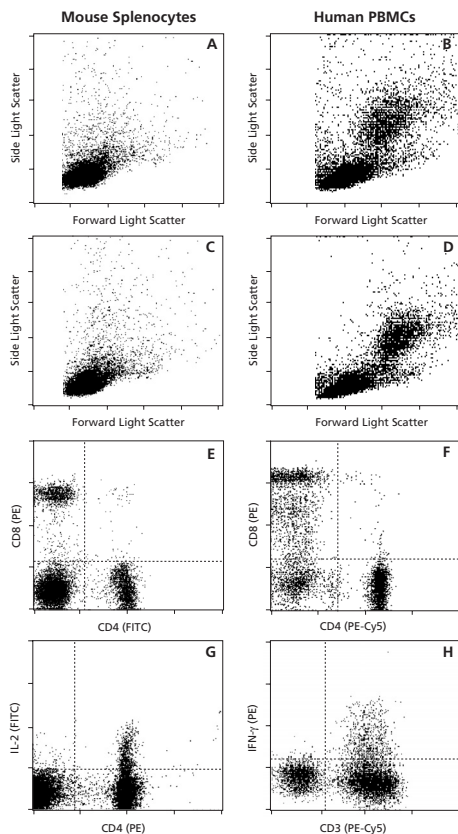 Mouse Splenocytes Human PBMCs
A B
Side Light Scatter Side Light Scatter
Forward Light Scatter Forward Light Scatter
C D
Side Light Scatter Side Light Scatter
Forward Light Scatter Forward Light Scatter
E F
CD8 (PE) CD8 (PE)
CD4 (FITC) CD4 (PE-Cy5)
G H
IL-2 (FITC) IFN-γ (PE)
CD4 (PE) CD3 (PE-Cy5)